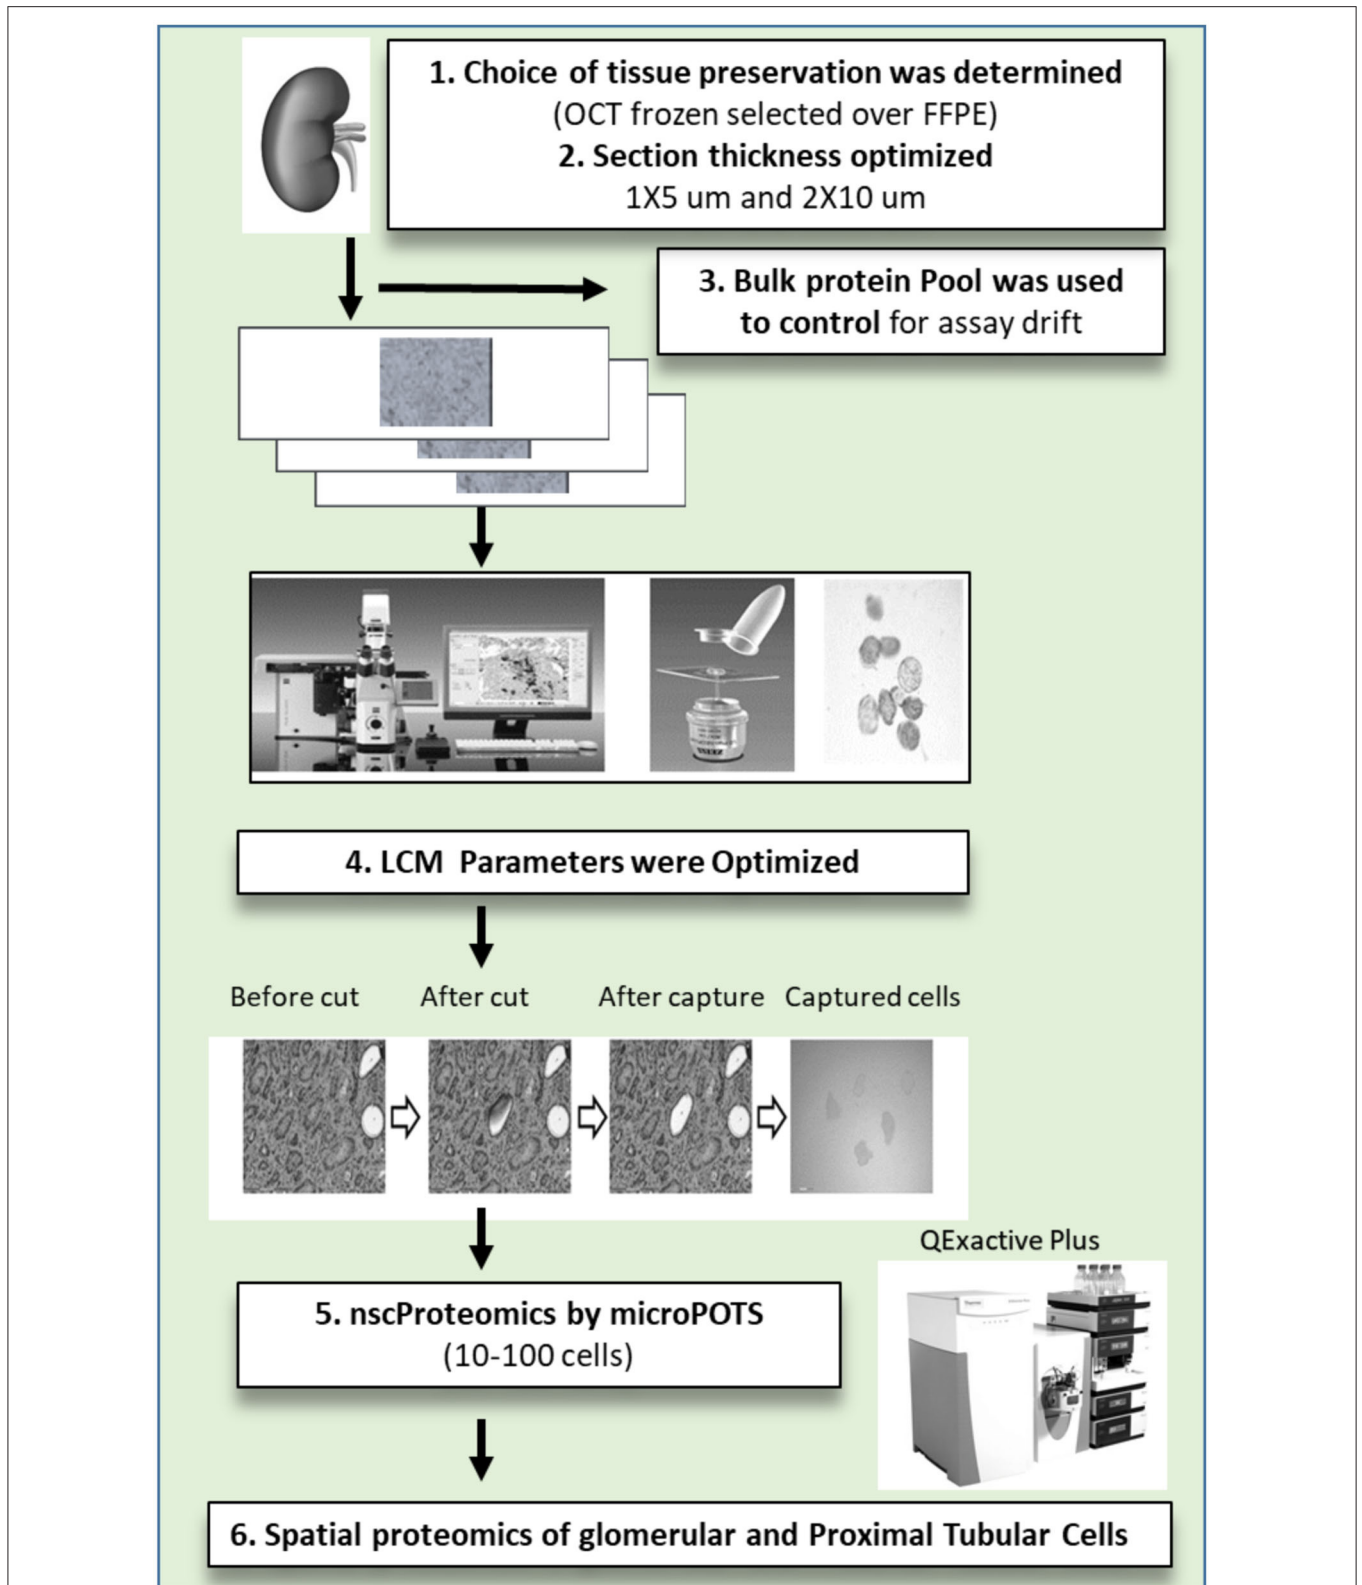 1. Choice of tissue preservation was determined
(OCT frozen selected over FFPE)
2. Section thickness optimized
1X5 um and 2X10 um
3. Bulk protein Pool was used
to control for assay drift
4. LCM Parameters were Optimized
Before cut After cut After capture Captured cells
QExactive Plus
5. nscProteomics by microPOTS
(10-100 cells)
6. Spatial proteomics of glomerular and Proximal Tubular Cells